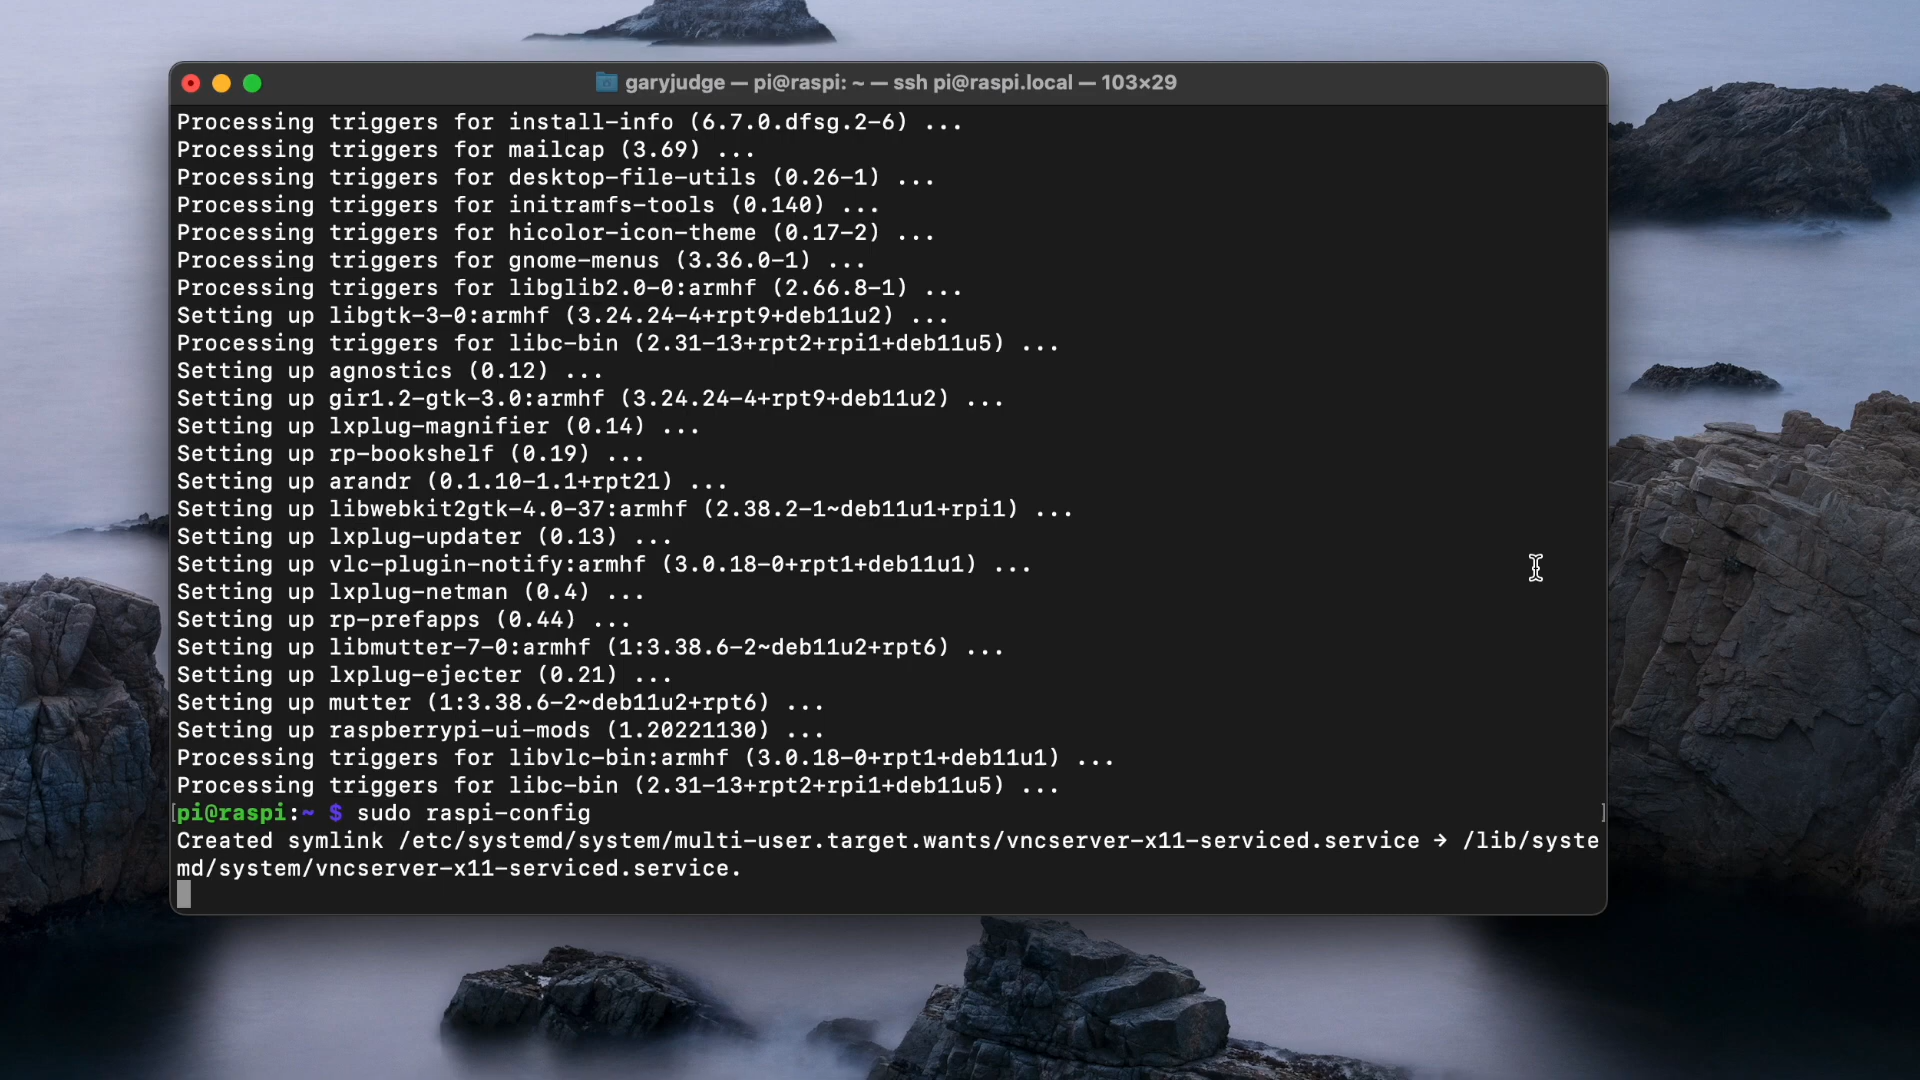 garyjudge — pi@raspi: ~ — ssh pi@raspi.local — 103×29
Processing triggers for install-info (6.7.0.dfsg.2-6) ...
Processing triggers for mailcap (3.69) ...
Processing triggers for desktop-file-utils (0.26-1) ...
Processing triggers for initramfs-tools (0.140) ...
Processing triggers for hicolor-icon-theme (0.17-2) ...
Processing triggers for gnome-menus (3.36.0-1) ...
Processing triggers for libglib2.0-0:armhf (2.66.8-1) ...
Setting up libgtk-3-0:armhf (3.24.24-4+rpt9+deb11u2) ...
Processing triggers for libc-bin (2.31-13+rpt2+rpi1+deb11u5) ...
Setting up agnostics (0.12) ...
Setting up gir1.2-gtk-3.0:armhf (3.24.24-4+rpt9+deb11u2) ...
Setting up lxplug-magnifier (0.14) ...
Setting up rp-bookshelf (0.19) ...
Setting up arandr (0.1.10-1.1+rpt21) ...
Setting up libwebkit2gtk-4.0-37:armhf (2.38.2-1~deb11u1+rpi1) ...
Setting up lxplug-updater (0.13) ...
Setting up vlc-plugin-notify:armhf (3.0.18-0+rpt1+deb11u1) ...
Setting up lxplug-netman (0.4) ...
Setting up rp-prefapps (0.44) ...
Setting up libmutter-7-0:armhf (1:3.38.6-2~deb11u2+rpt6) ...
Setting up lxplug-ejecter (0.21) ...
Setting up mutter (1:3.38.6-2~deb11u2+rpt6) ...
Setting up raspberrypi-ui-mods (1.20221130) ...
Processing triggers for libvlc-bin:armhf (3.0.18-0+rpt1+deb11u1) ...
Processing triggers for libc-bin (2.31-13+rpt2+rpi1+deb11u5) ...
[pi@raspi:~ $ sudo raspi-config ]
Created symlink /etc/systemd/system/multi-user.target.wants/vncserver-x11-serviced.service → /lib/syste
md/system/vncserver-x11-serviced.service.